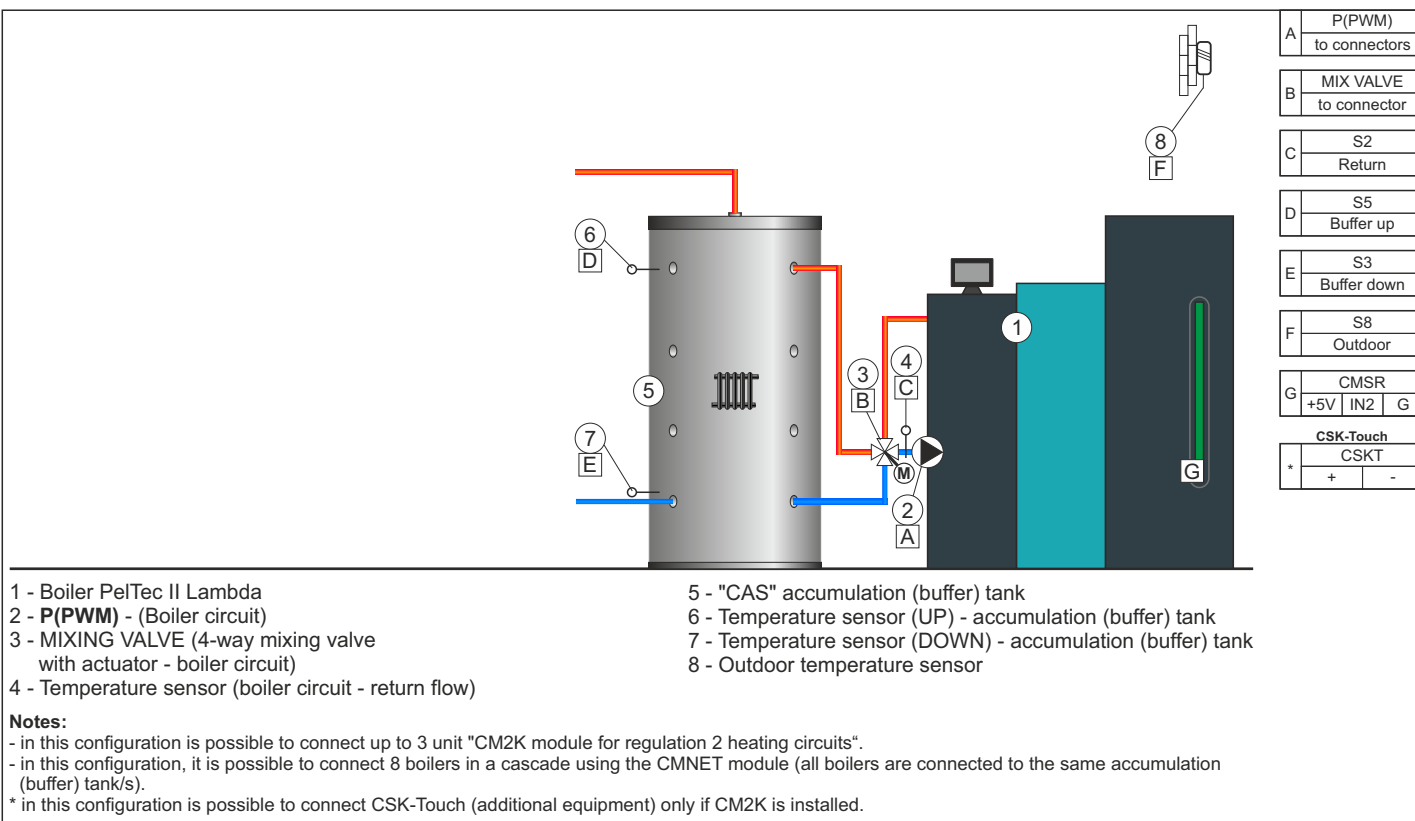 A
P(PWM)
to connectors
B
MIX VALVE
to connector
C
S2
Return
D
S5
Buffer up
E
S3
Buffer down
F
S8
Outdoor
G
CMSR
+5V IN2 G
CSK-Touch
*
CSKT
+ -
8
F
6
D
5
7
E
3
B
4
C
M
2
A
1
G
1 - Boiler PelTec II Lambda
2 - P(PWM) - (Boiler circuit)
3 - MIXING VALVE (4-way mixing valve
with actuator - boiler circuit)
4 - Temperature sensor (boiler circuit - return flow)
5 - "CAS" accumulation (buffer) tank
6 - Temperature sensor (UP) - accumulation (buffer) tank
7 - Temperature sensor (DOWN) - accumulation (buffer) tank
8 - Outdoor temperature sensor
Notes:
- in this configuration is possible to connect up to 3 unit "CM2K module for regulation 2 heating circuits“.
- in this configuration, it is possible to connect 8 boilers in a cascade using the CMNET module (all boilers are connected to the same accumulation
(buffer) tank/s).
* in this configuration is possible to connect CSK-Touch (additional equipment) only if CM2K is installed.